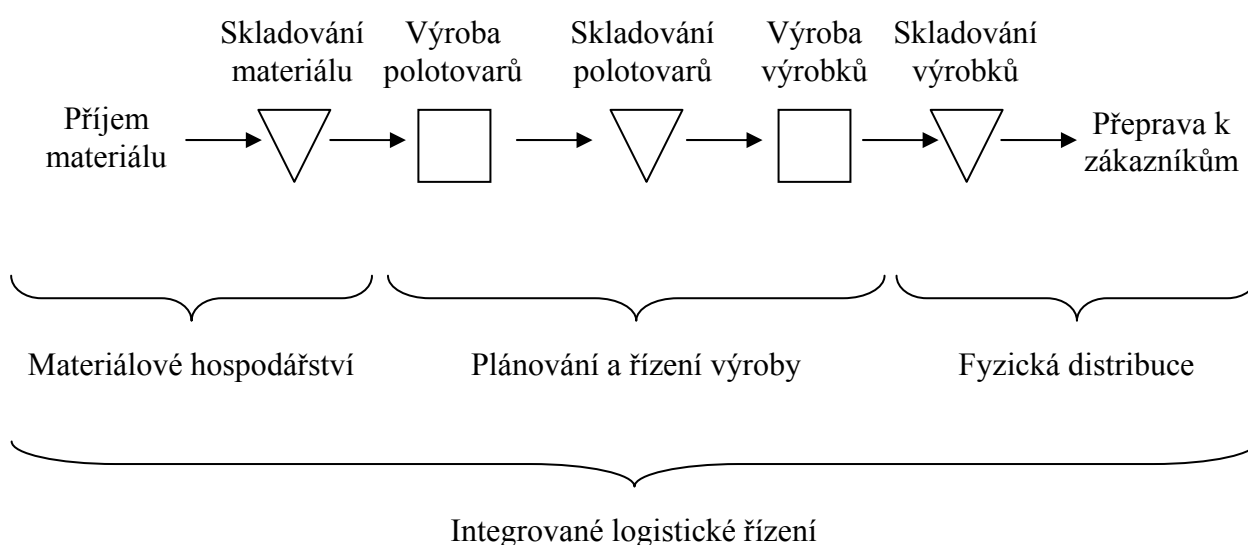 Skladování
materiálu
Výroba
polotovarů
Skladování
polotovarů
Výroba
výrobků
Skladování
výrobků
Příjem
materiálu
Přeprava k
zákazníkům
Materiálové hospodářství
Plánování a řízení výroby
Fyzická distribuce
Integrované logistické řízení